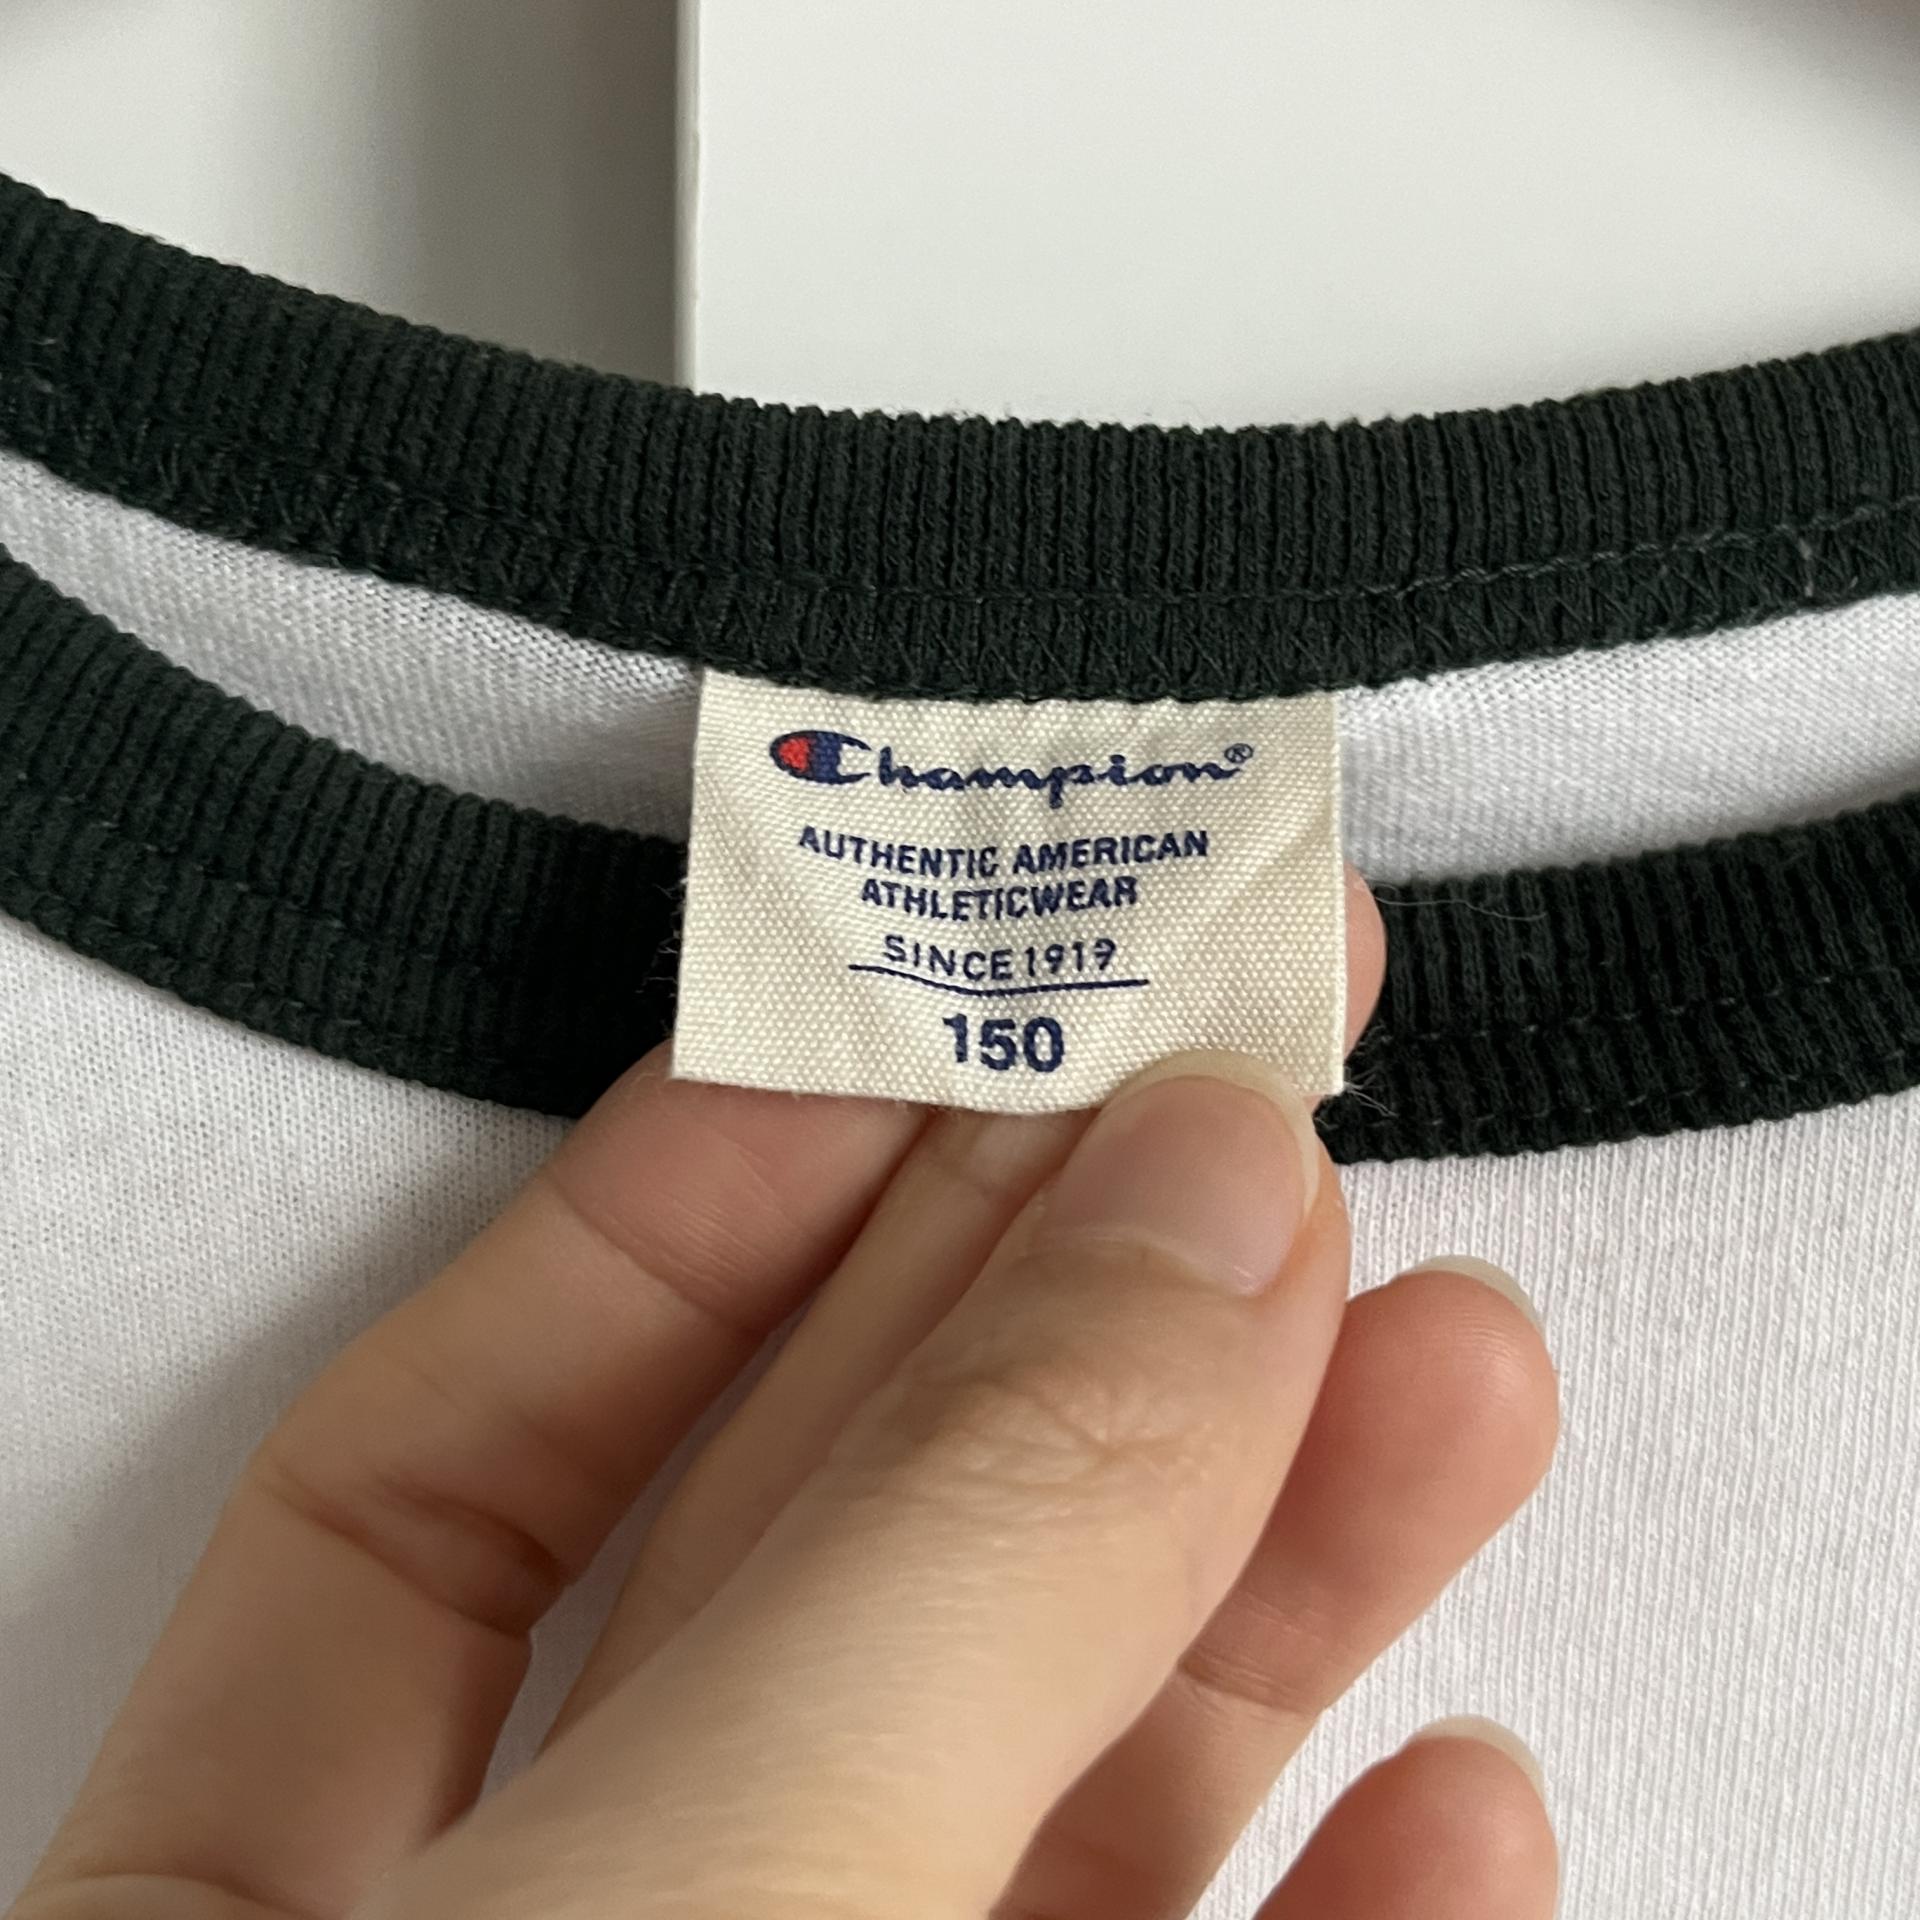 Champion®
AUTHENTIC AMERICAN
ATHLETICWEAR
SINCE 1919
150